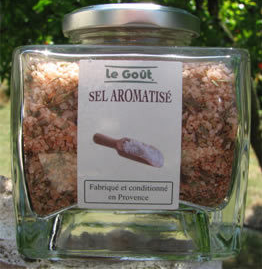 Le Goût
SEL AROMATISÉ
Fabriqué et conditionné
en Provence